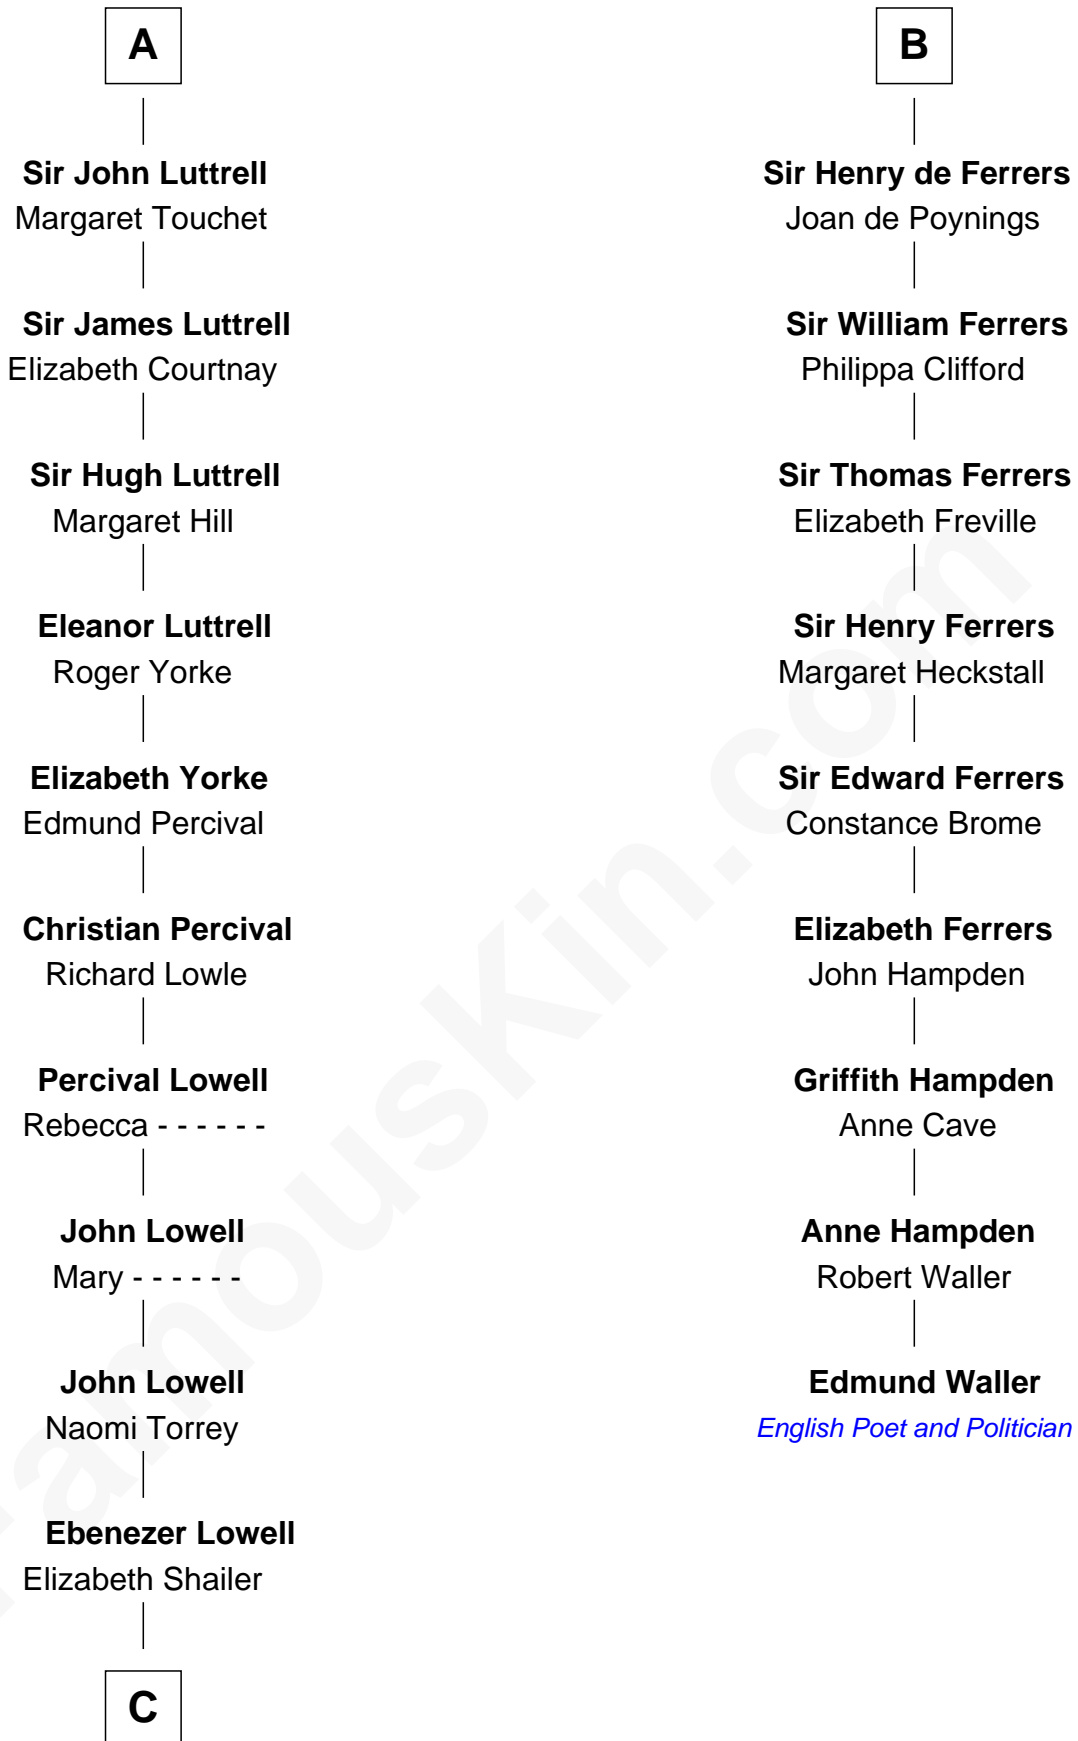 A
Sir John Luttrell
Margaret Touchet
Sir James Luttrell
Elizabeth Courtnay
Sir Hugh Luttrell
Margaret Hill
Eleanor Luttrell
Roger Yorke
Elizabeth Yorke
Edmund Percival
Christian Percival
Richard Lowle
Percival Lowell
Rebecca - - - - - -
John Lowell
Mary - - - - - -
John Lowell
Naomi Torrey
Ebenezer Lowell
Elizabeth Shailer
C
B
Sir Henry de Ferrers
Joan de Poynings
Sir William Ferrers
Philippa Clifford
Sir Thomas Ferrers
Elizabeth Freville
Sir Henry Ferrers
Margaret Heckstall
Sir Edward Ferrers
Constance Brome
Elizabeth Ferrers
John Hampden
Griffith Hampden
Anne Cave
Anne Hampden
Robert Waller
Edmund Waller
English Poet and Politician
FamousKin.com